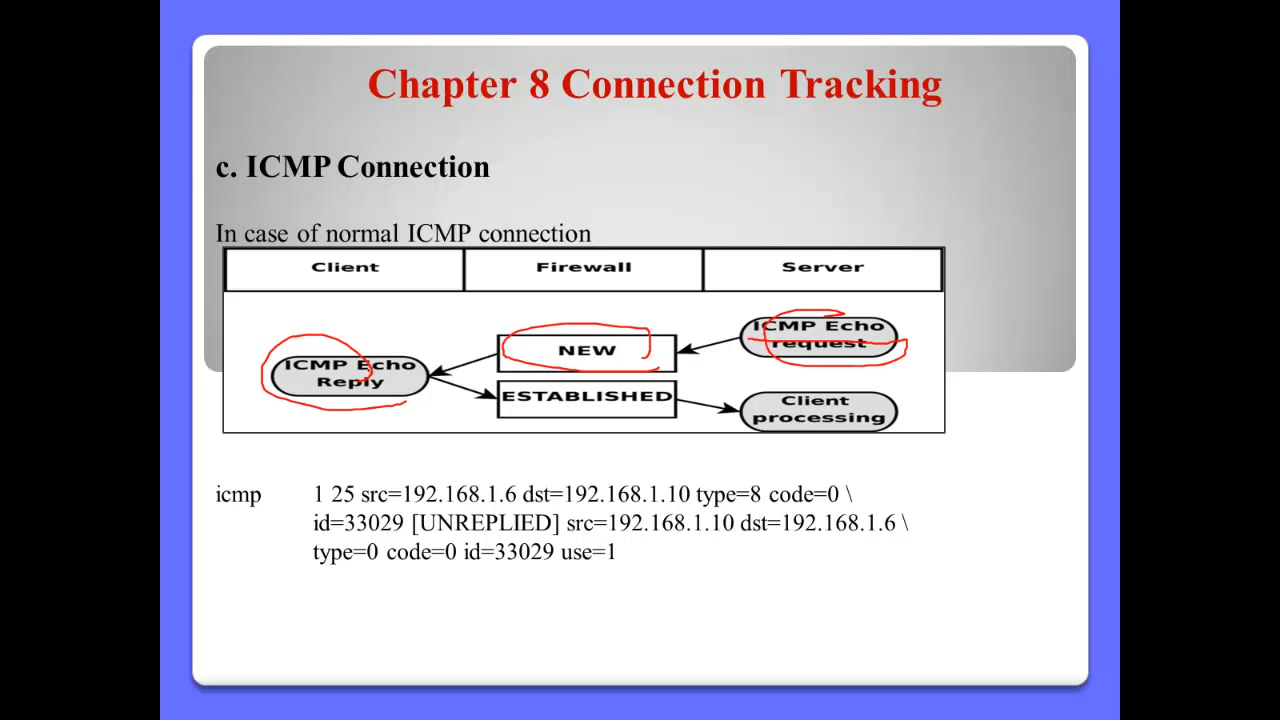 Chapter 8 Connection Tracking
c. ICMP Connection
In case of normal ICMP connection
Client Firewall Server
ICMP Echo
request
NEW
ICMP Echo
Reply
ESTABLISHED
Client
processing
icmp 1 25 src=192.168.1.6 dst=192.168.1.10 type=8 code=0 \
id=33029 [UNREPLIED] src=192.168.1.10 dst=192.168.1.6 \
type=0 code=0 id=33029 use=1